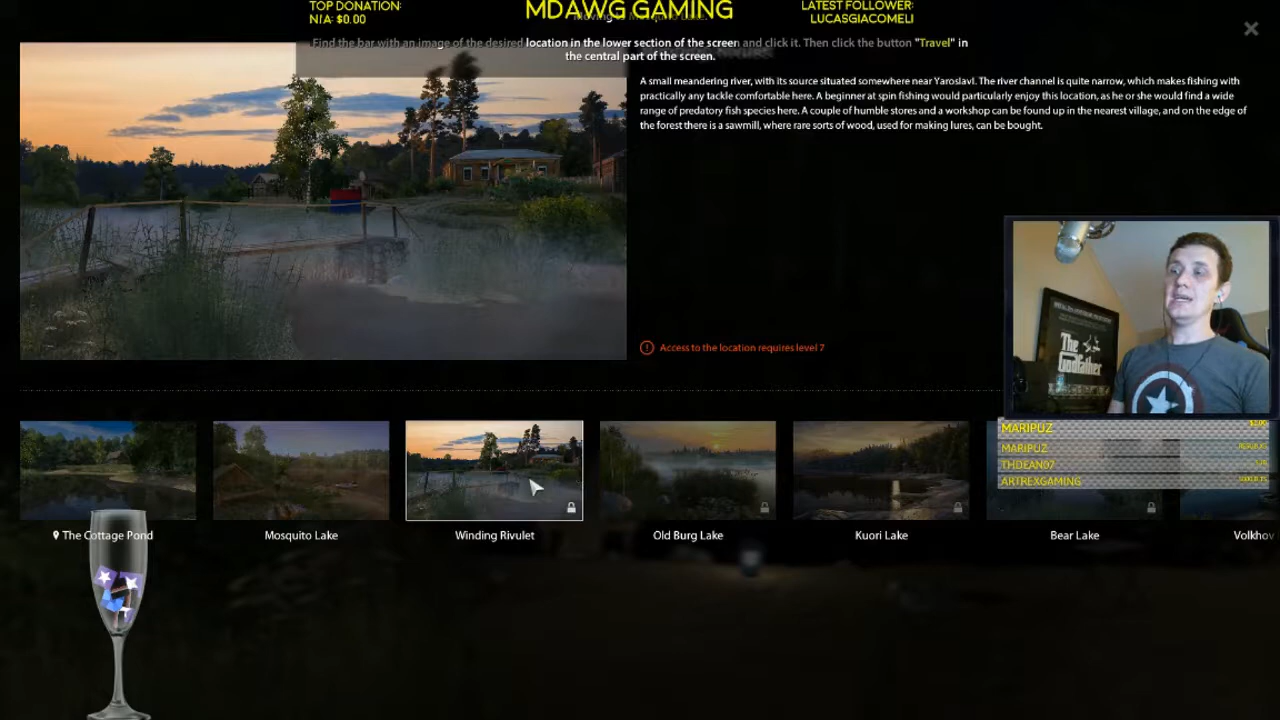 TOP DONATION:
N/A: $0.00
MDAWG GAMING
LATEST FOLLOWER:
LUCASGIACOMELI
Find the bar with an image of the desired location in the lower section of the screen and click it. Then click the button "Travel" in
the central part of the screen.
A small meandering river, with its source situated somewhere near Yaroslavl. The river channel is quite narrow, which makes fishing with
practically any tackle comfortable here. A beginner at spin fishing would particularly enjoy this location, as he or she would find a wide
range of predatory fish species here. A couple of humble stores and a workshop can be found up in the nearest village, and on the edge of
the forest there is a sawmill, where rare sorts of wood, used for making lures, can be bought.
Access to the location requires level 7
The
Godfather
MARIPUZ
MARIPUZ
THDEAN07
ARTREXGAMING
The Cottage Pond
Mosquito Lake
Winding Rivulet
Old Burg Lake
Kuori Lake
Bear Lake
Volkhov